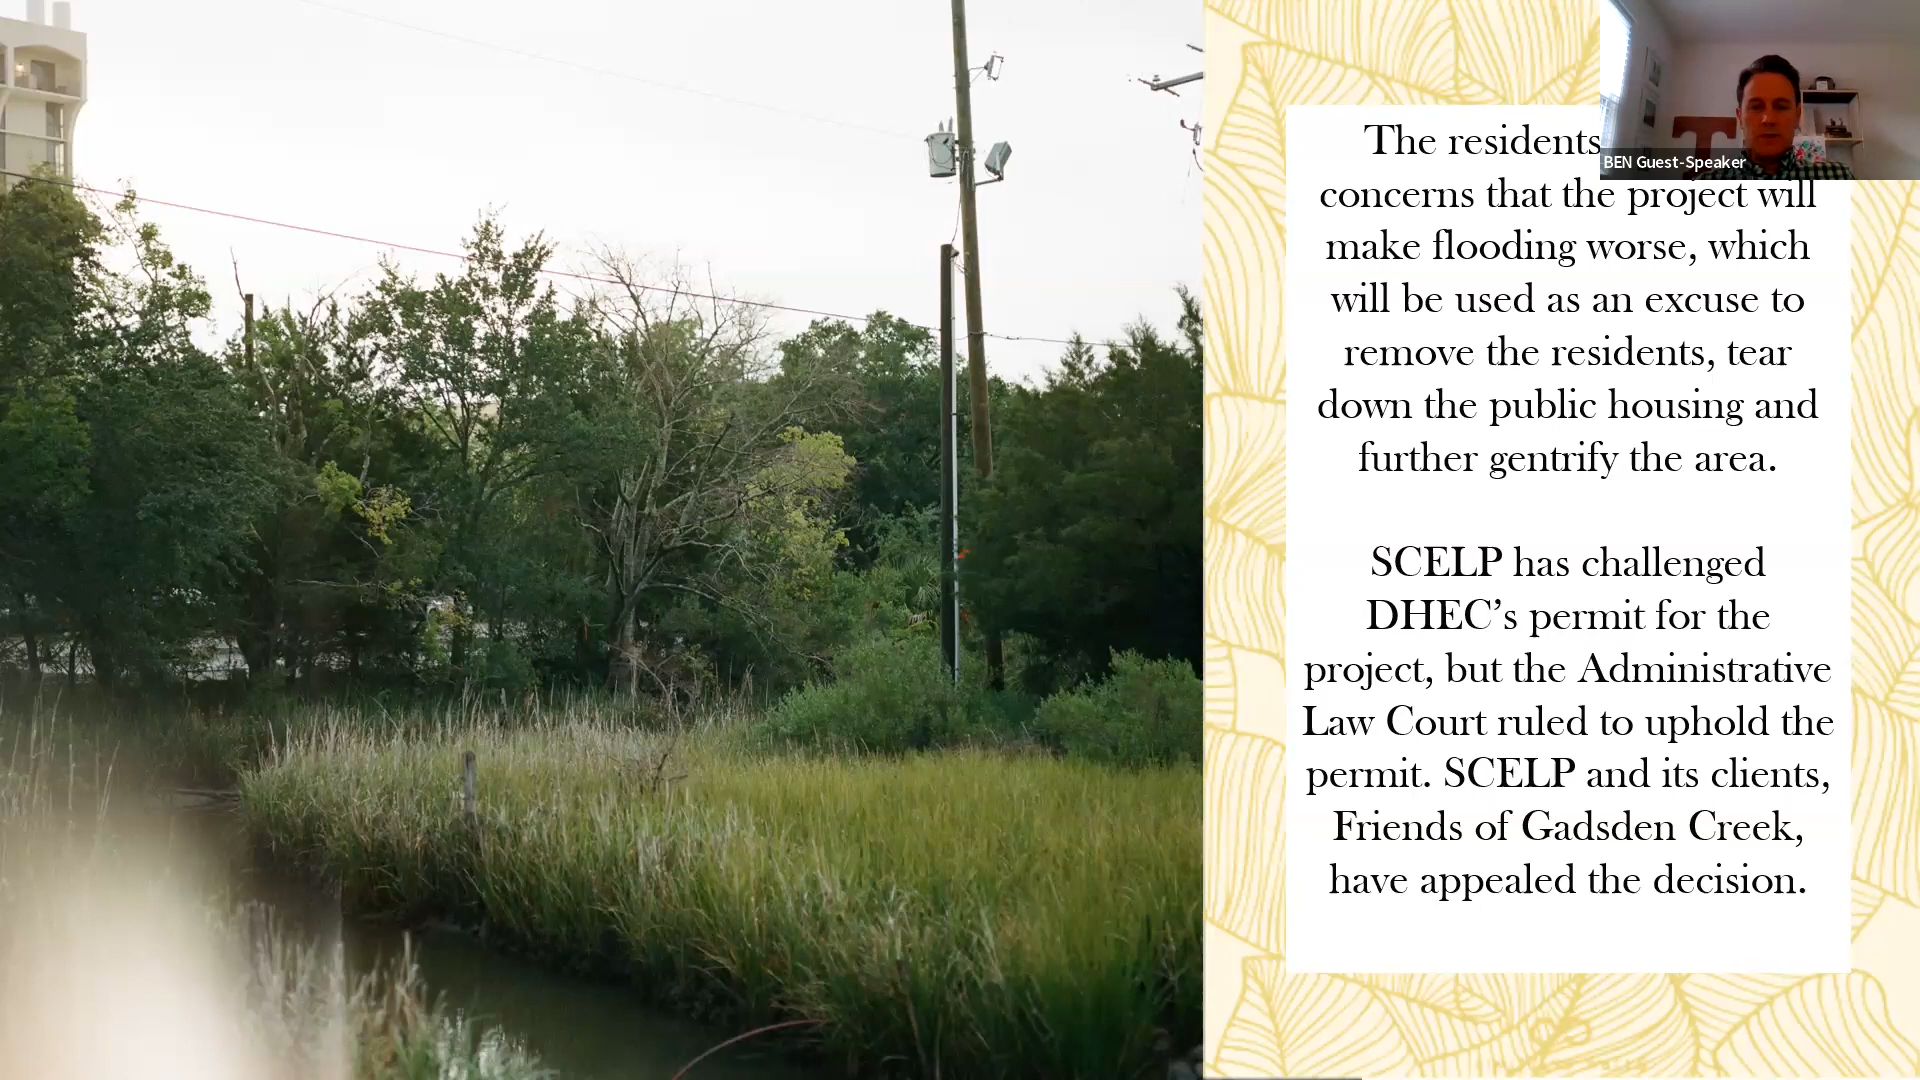 The residents
BEN Guest-Speaker
concerns that the project will
make flooding worse, which
will be used as an excuse to
remove the residents, tear
down the public housing and
further gentrify the area.
SCELP has challenged
DHEC's permit for the
project, but the Administrative
Law Court ruled to uphold the
permit. SCELP and its clients,
Friends of Gadsden Creek,
have appealed the decision.